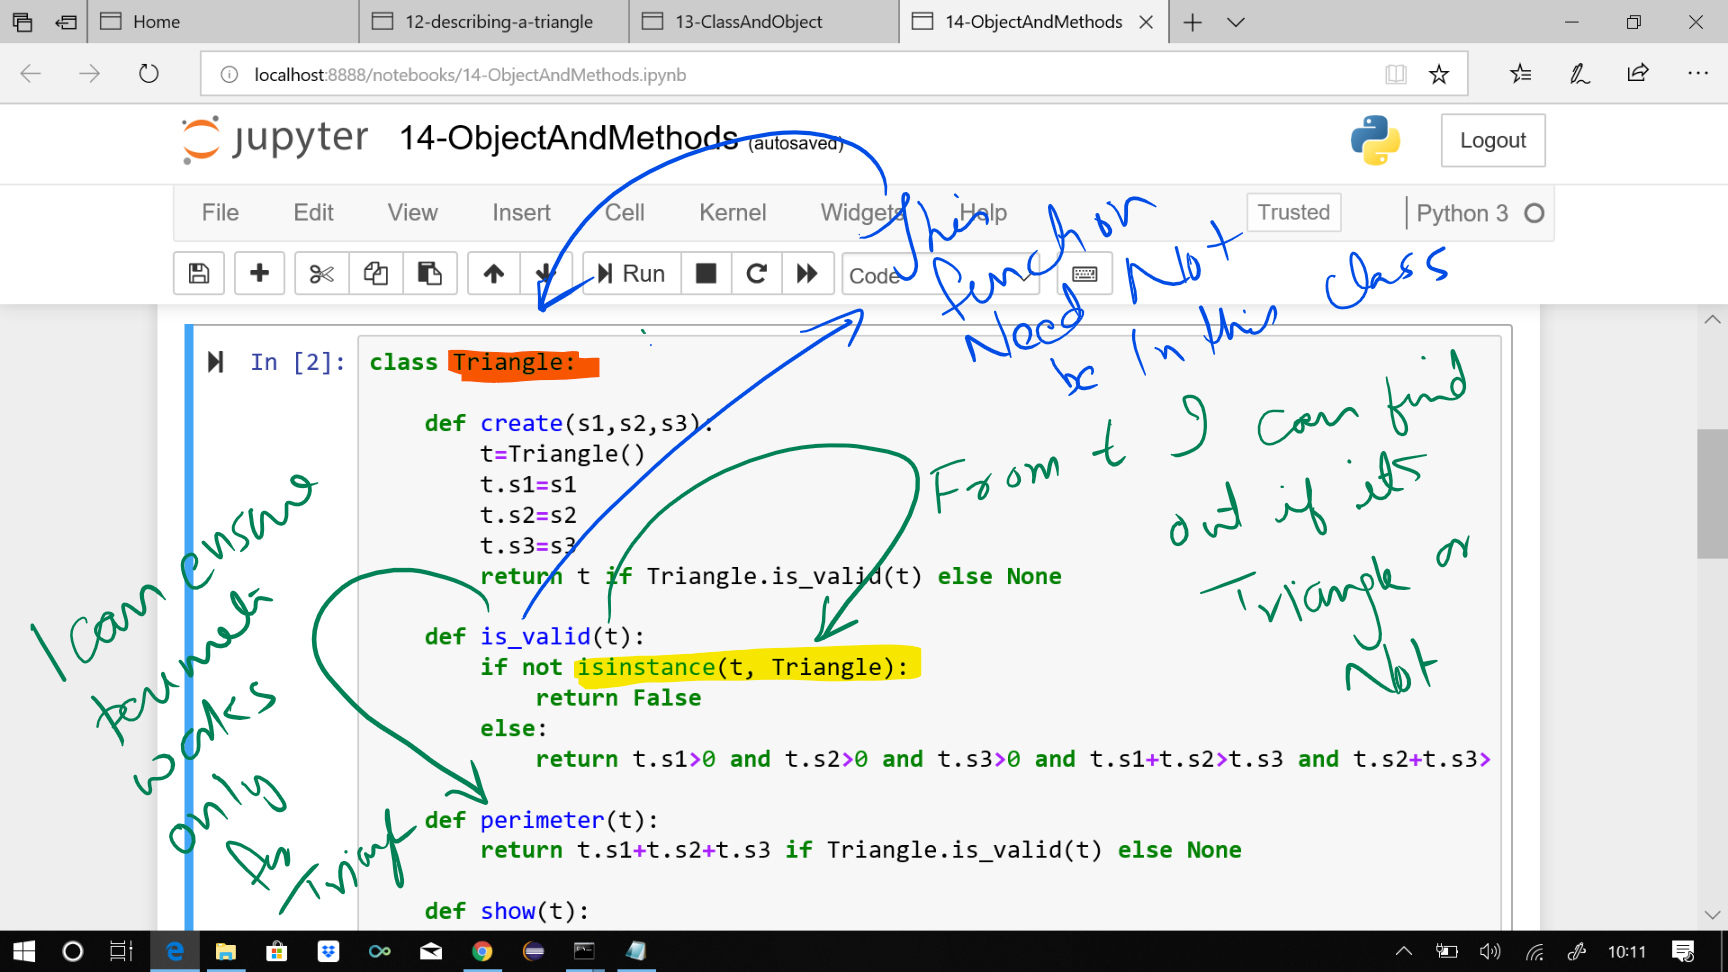 Home
12-describing-a-triangle
13-ClassAndObject
14-ObjectAndMethods
localhost:8888/notebooks/14-ObjectAndMethods.ipynb
jupyter 14-ObjectAndMethods (autosaved)
Logout
File Edit View Insert Cell Kernel Widgets Help
Trusted
Python 3
Run
Code
This
function
Need Not
be in this class
In [2]:
class Triangle:
def create(s1,s2,s3):
t=Triangle()
t.s1=s1
t.s2=s2
t.s3=s3
return t if Triangle.is_valid(t) else None
def is_valid(t):
if not isinstance(t, Triangle):
return False
else:
return t.s1>0 and t.s2>0 and t.s3>0 and t.s1+t.s2>t.s3 and t.s2+t.s3>
def perimeter(t):
return t.s1+t.s2+t.s3 if Triangle.is_valid(t) else None
def show(t):
From t I can find
out if its
Triangle or
Not
I can ensure
works
only
10:11